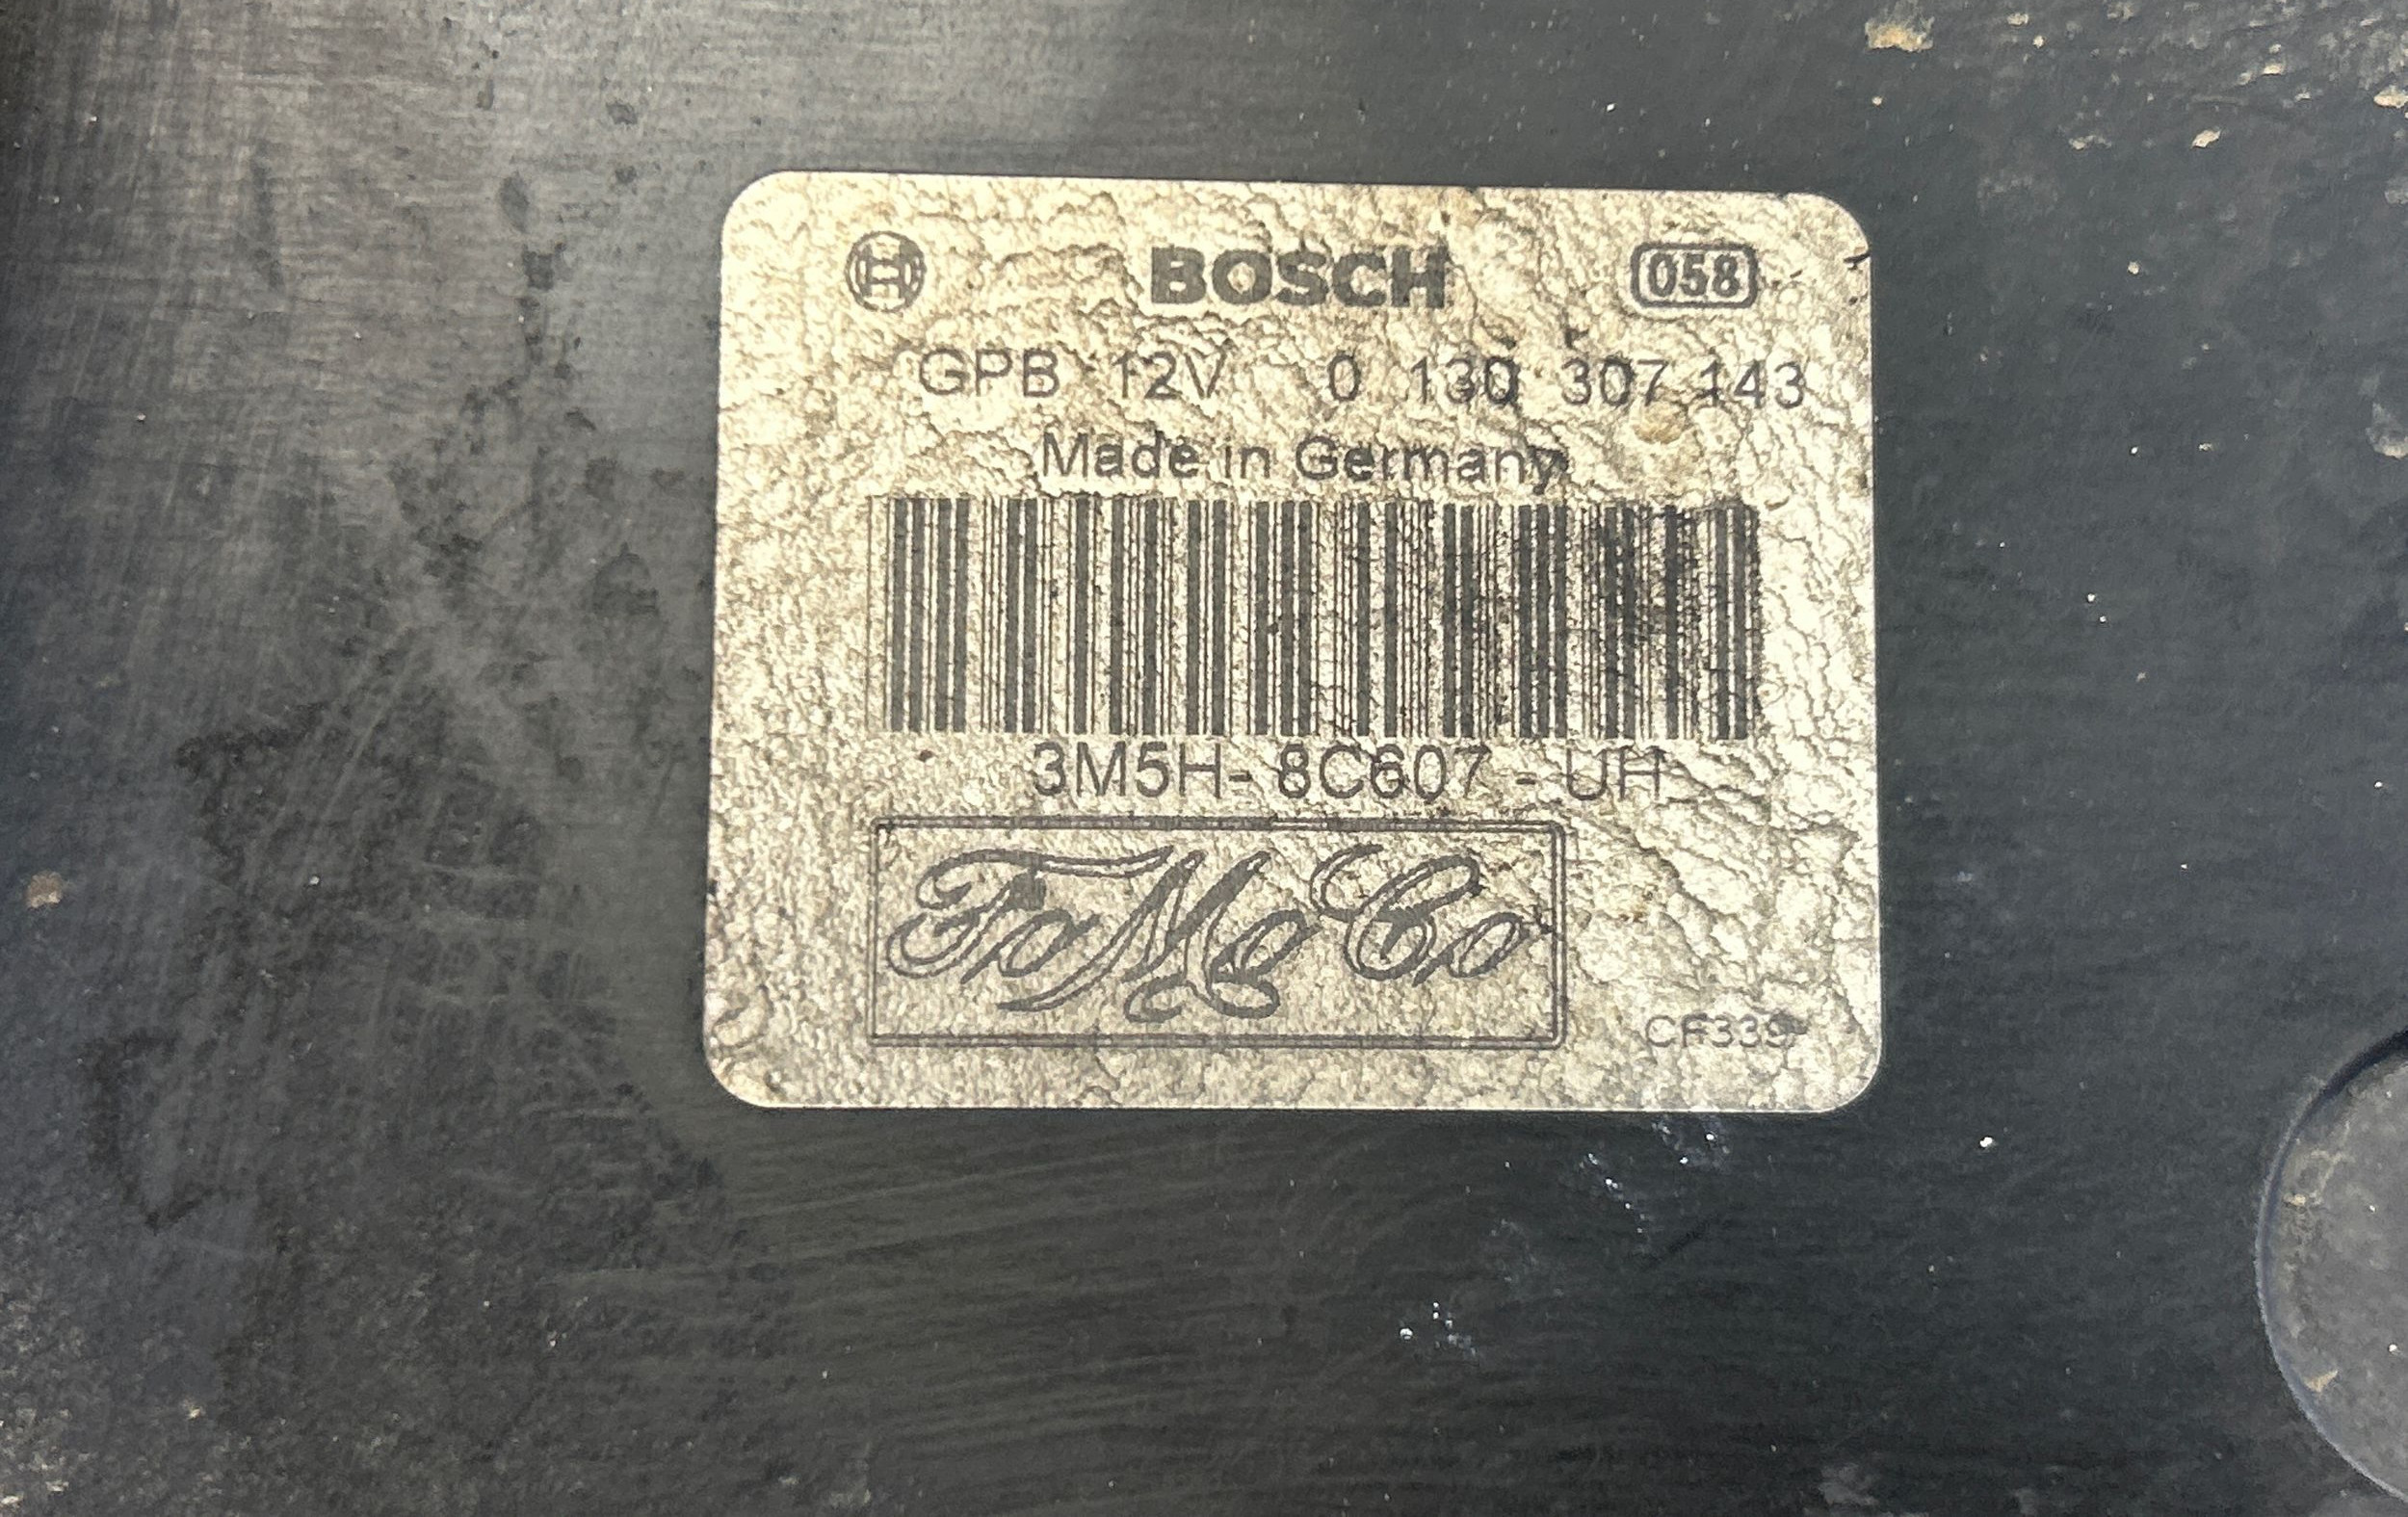 BOSCH 058
GPB 12V 0 130 307 143
Made in Germany
3M5H- 8C607 - UH
FoMoCo
CF339